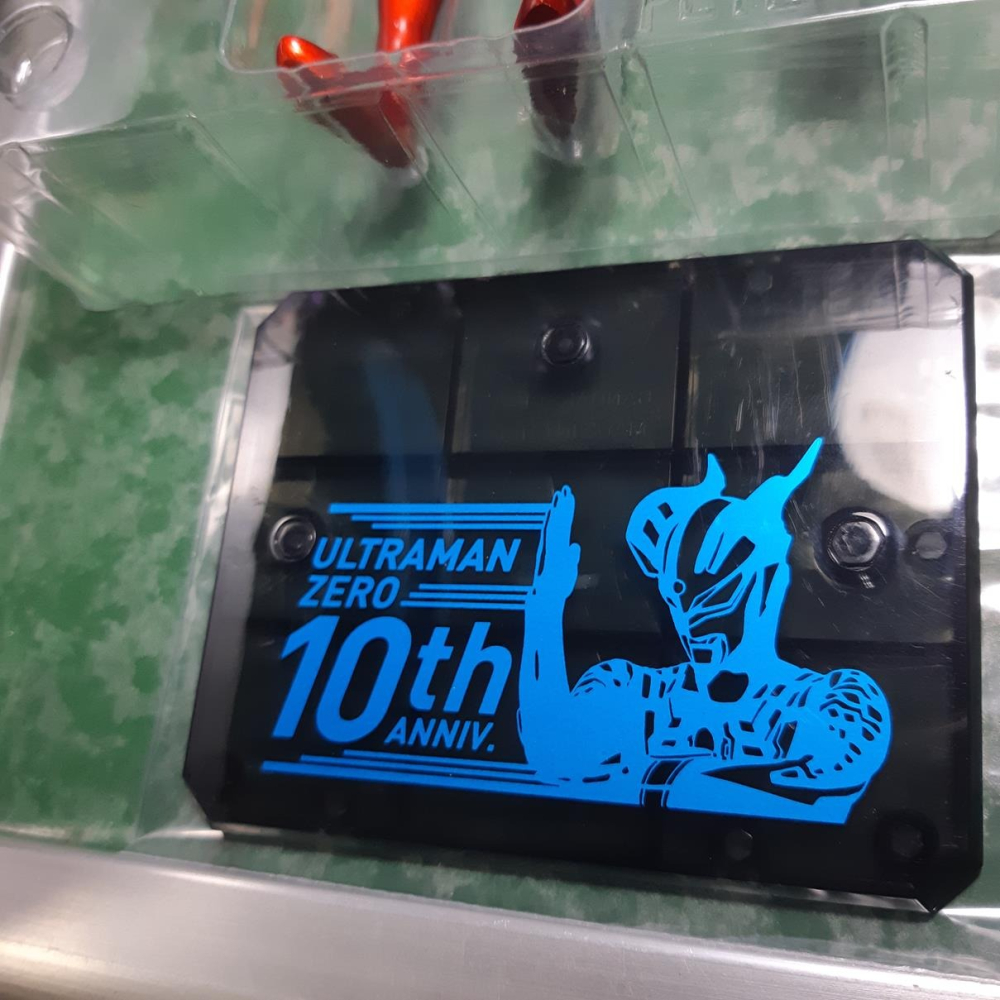 ULTRAMAN
ZERO
10th
ANNIV.